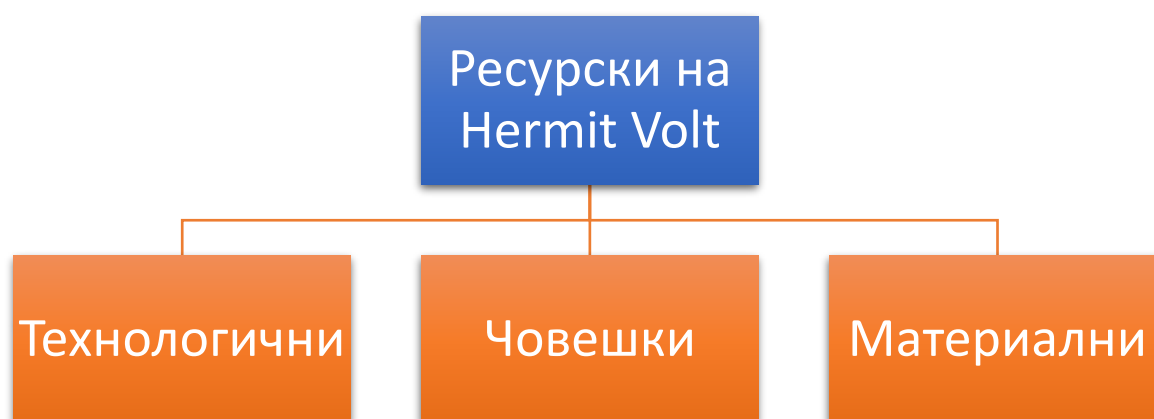 Ресурски на
Hermit Volt
Технологични
Човешки
Материални